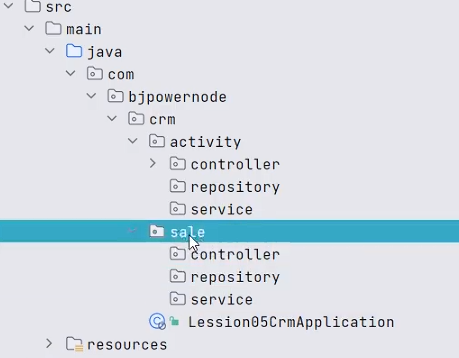 src
main
java
com
bjpowernode
crm
activity
controller
repository
service
sale
controller
repository
service
Lession05CrmApplication
resources